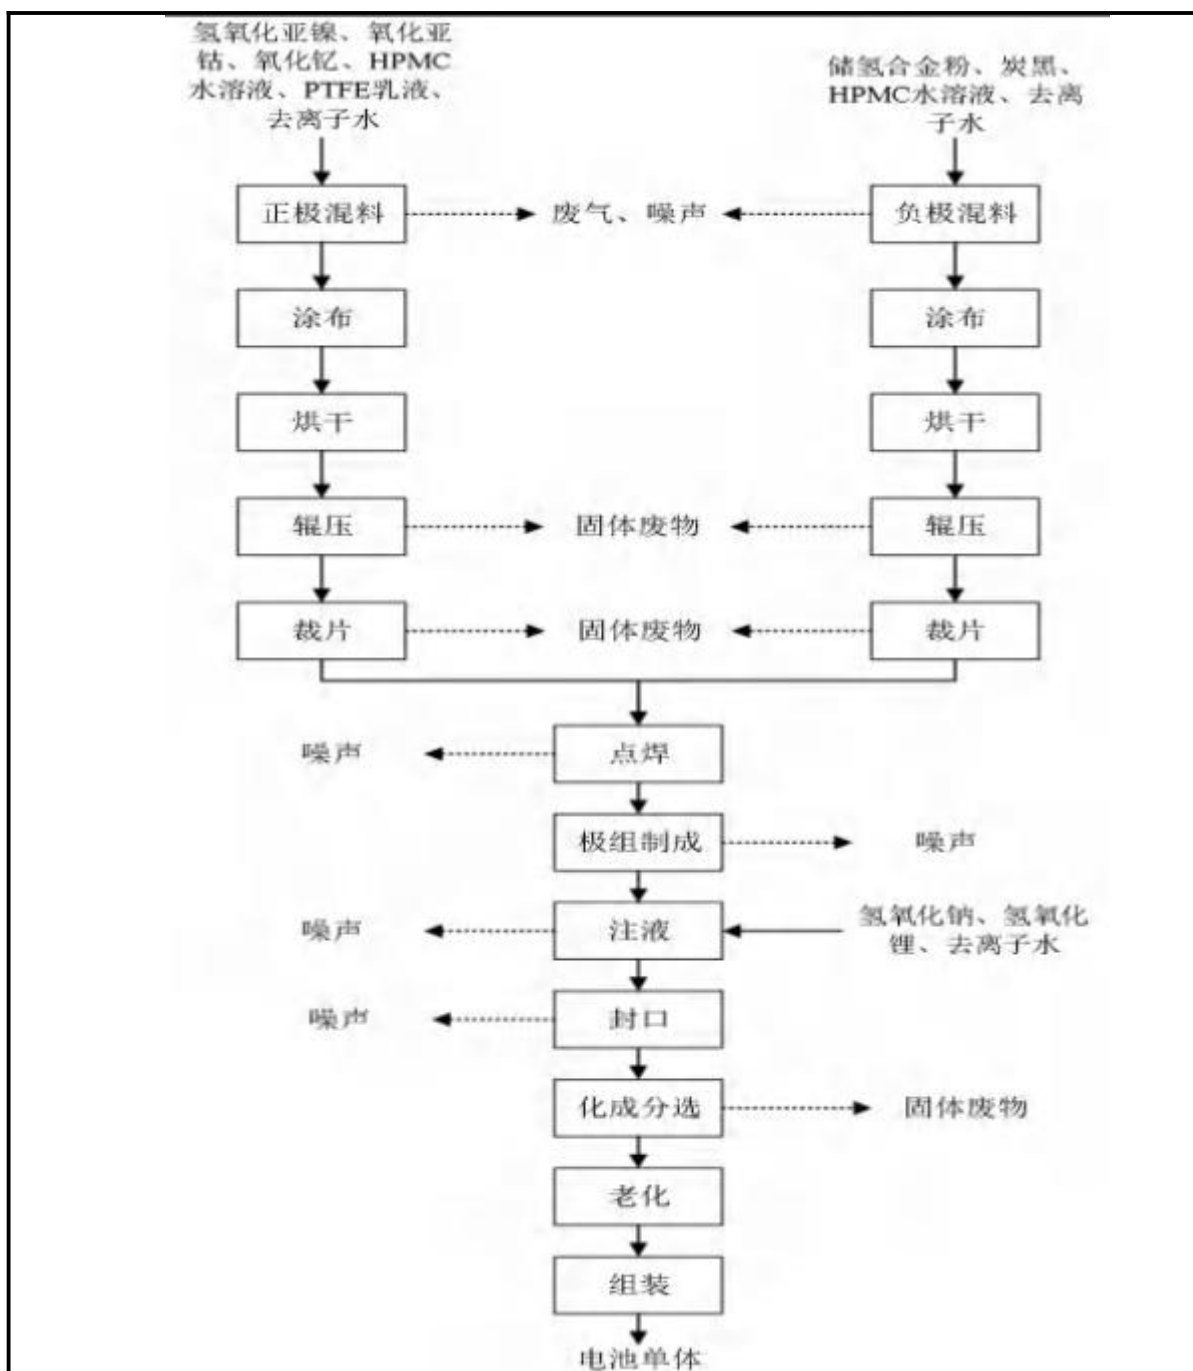 氢氧化亚镍、氧化亚
钴、氧化钇、HPMC
水溶液、PTFE乳液、
去离子水
储氢合金粉、炭黑、
HPMC水溶液、去离
子水
正极混料
废气、噪声
负极混料
涂布
涂布
烘干
烘干
辊压
固体废物
辊压
裁片
固体废物
裁片
噪声
点焊
极组制成
噪声
噪声
注液
氢氧化钠、氢氧化
锂、去离子水
噪声
封口
化成分选
固体废物
老化
组装
电池单体